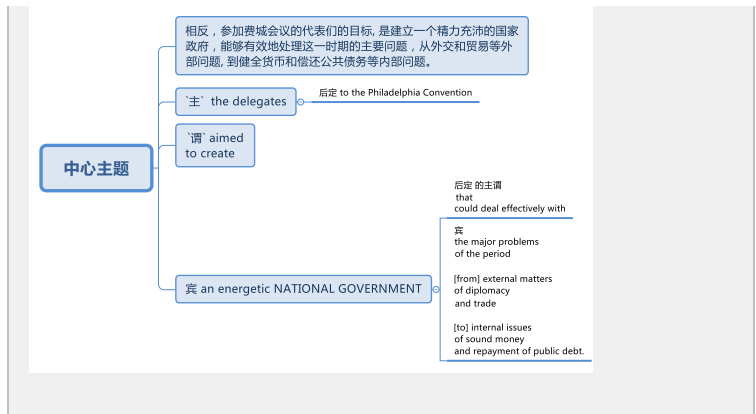 相反，参加费城会议的代表们的目标, 是建立一个精力充沛的国家
政府，能够有效地处理这一时期的主要问题，从外交和贸易等外
部问题, 到健全货币和偿还公共债务等内部问题。
`主` the delegates
后定 to the Philadelphia Convention
`谓` aimed
to create
中心主题
宾 an energetic NATIONAL GOVERNMENT
后定 的主谓
that
could deal effectively with
宾
the major problems
of the period
[from] external matters
of diplomacy
and trade
[to] internal issues
of sound money
and repayment of public debt.